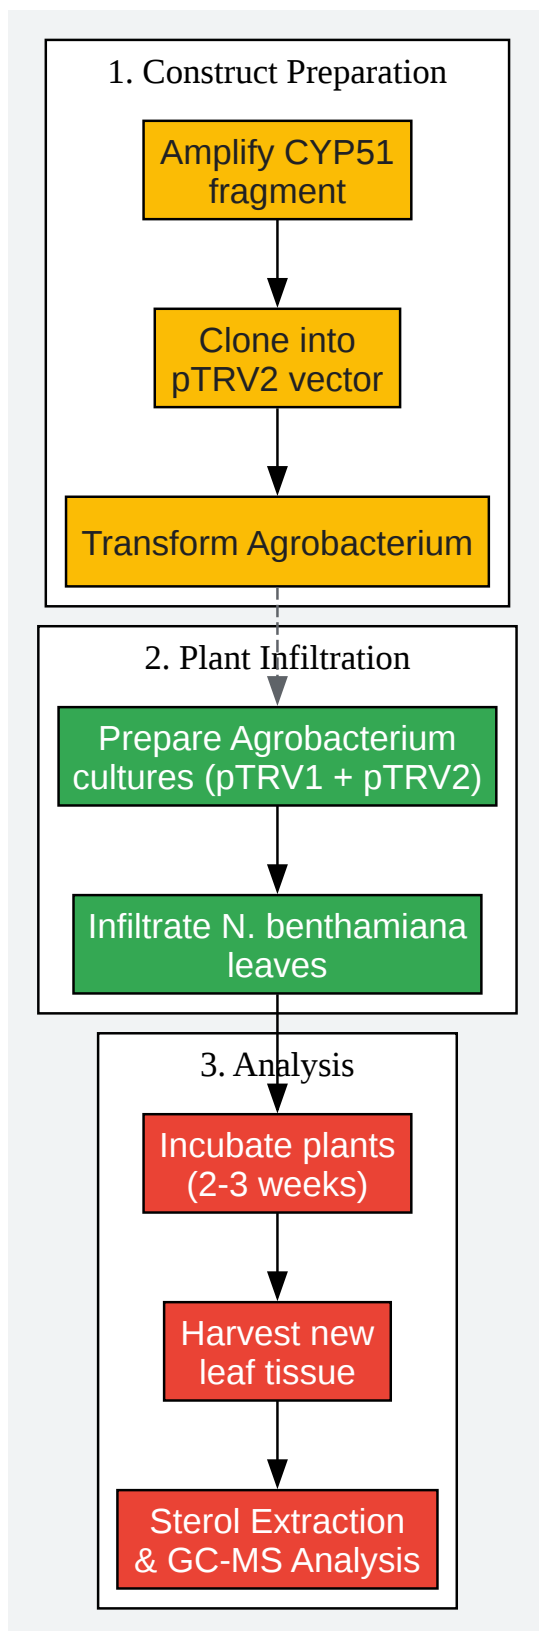 1. Construct Preparation
Amplify CYP51
fragment
Clone into
pTRV2 vector
Transform Agrobacterium
2. Plant Infiltration
Prepare Agrobacterium
cultures (pTRV1 + pTRV2)
Infiltrate N. benthamiana
leaves
3. Analysis
Incubate plants
(2-3 weeks)
Harvest new
leaf tissue
Sterol Extraction
& GC-MS Analysis